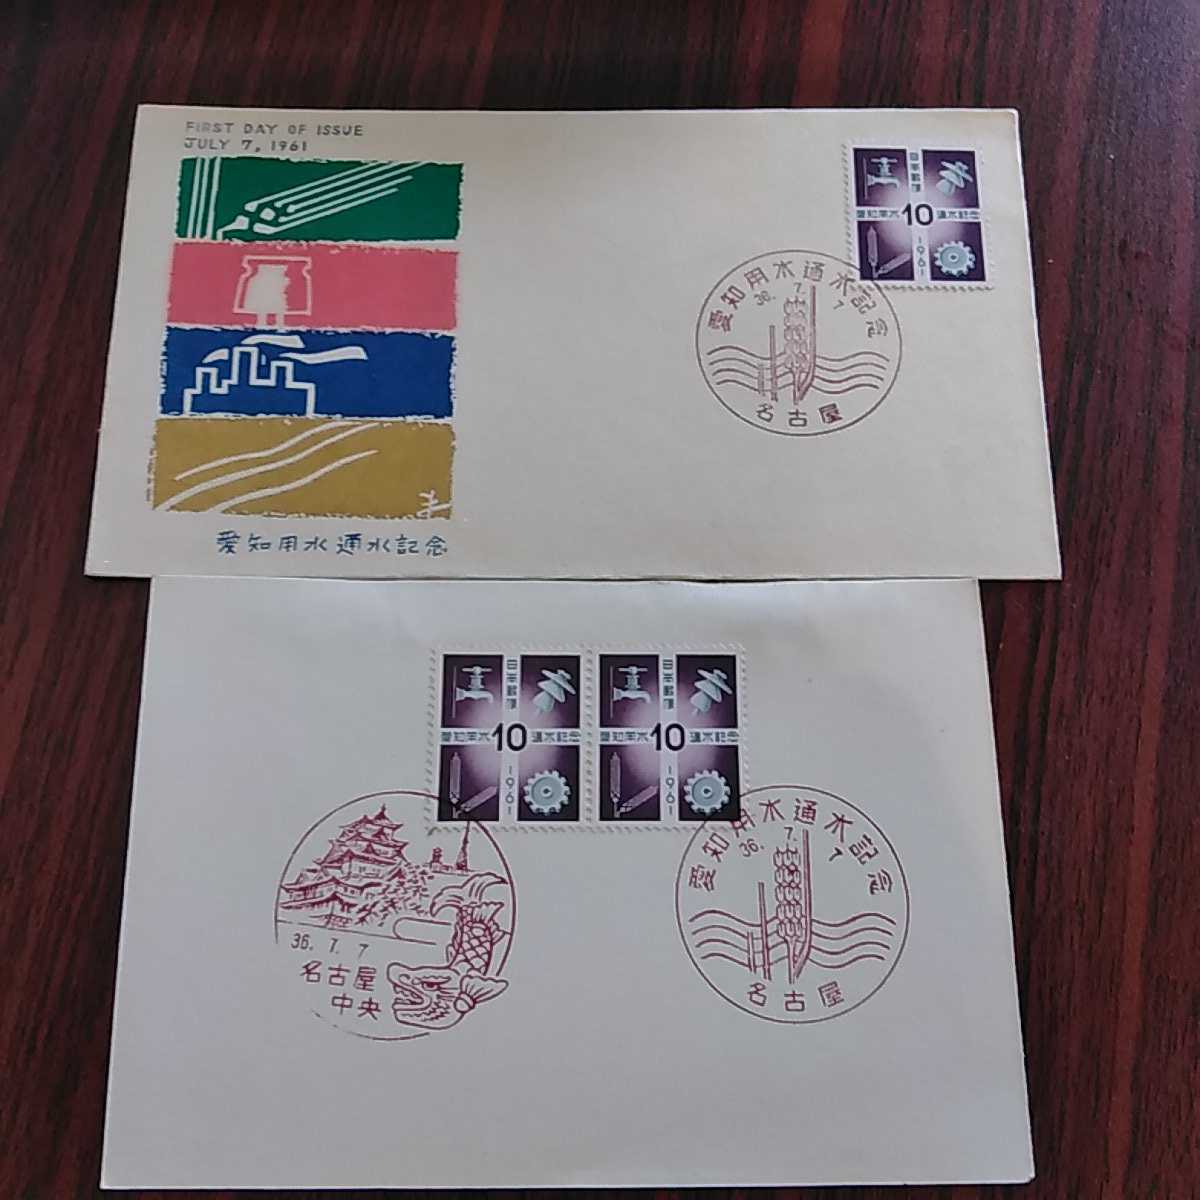 FIRST DAY OF ISSUE
JULY 7, 1961
愛知用水通水記念
日本郵便
愛知用水 10 通水記念
1961
愛知用水通水記念
36. 7. 7
名古屋
日本郵便
愛知用水 10 通水記念
1961
日本郵便
愛知用水 10 通水記念
1961
36. 7. 7
名古屋
中央
愛知用水通水記念
36. 7. 7
名古屋